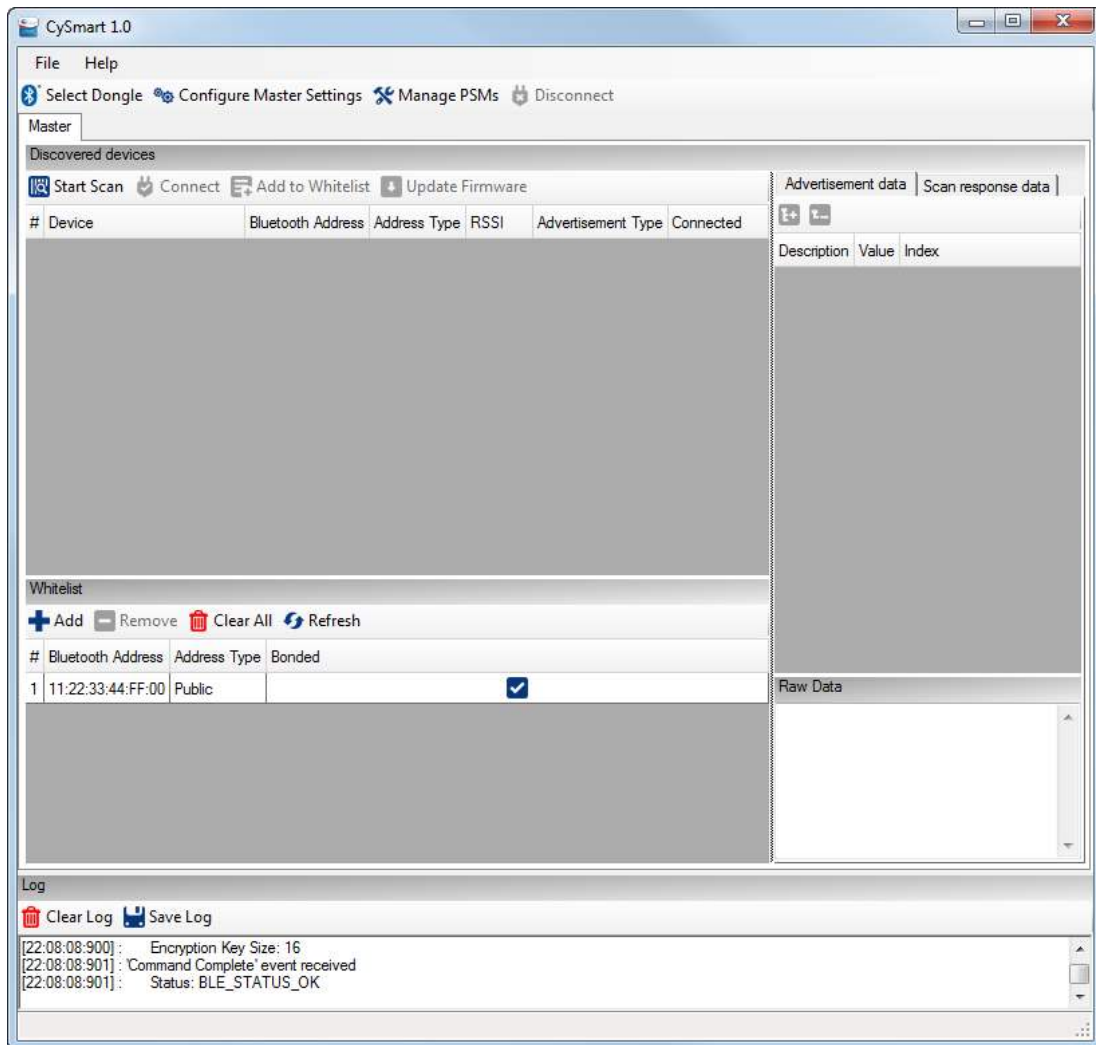 CySmart 1.0
File Help
Select Dongle Configure Master Settings Manage PSMs Disconnect
Master
Discovered devices
Start Scan Connect Add to Whitelist Update Firmware
# Device Bluetooth Address Address Type RSSI Advertisement Type Connected
Advertisement data Scan response data
Description Value Index
Whitelist
Add Remove Clear All Refresh
# Bluetooth Address Address Type Bonded
1 11:22:33:44:FF:00 Public
Raw Data
Log
Clear Log Save Log
[22:08:08:900] : Encryption Key Size: 16
[22:08:08:901] : 'Command Complete' event received
[22:08:08:901] : Status: BLE_STATUS_OK